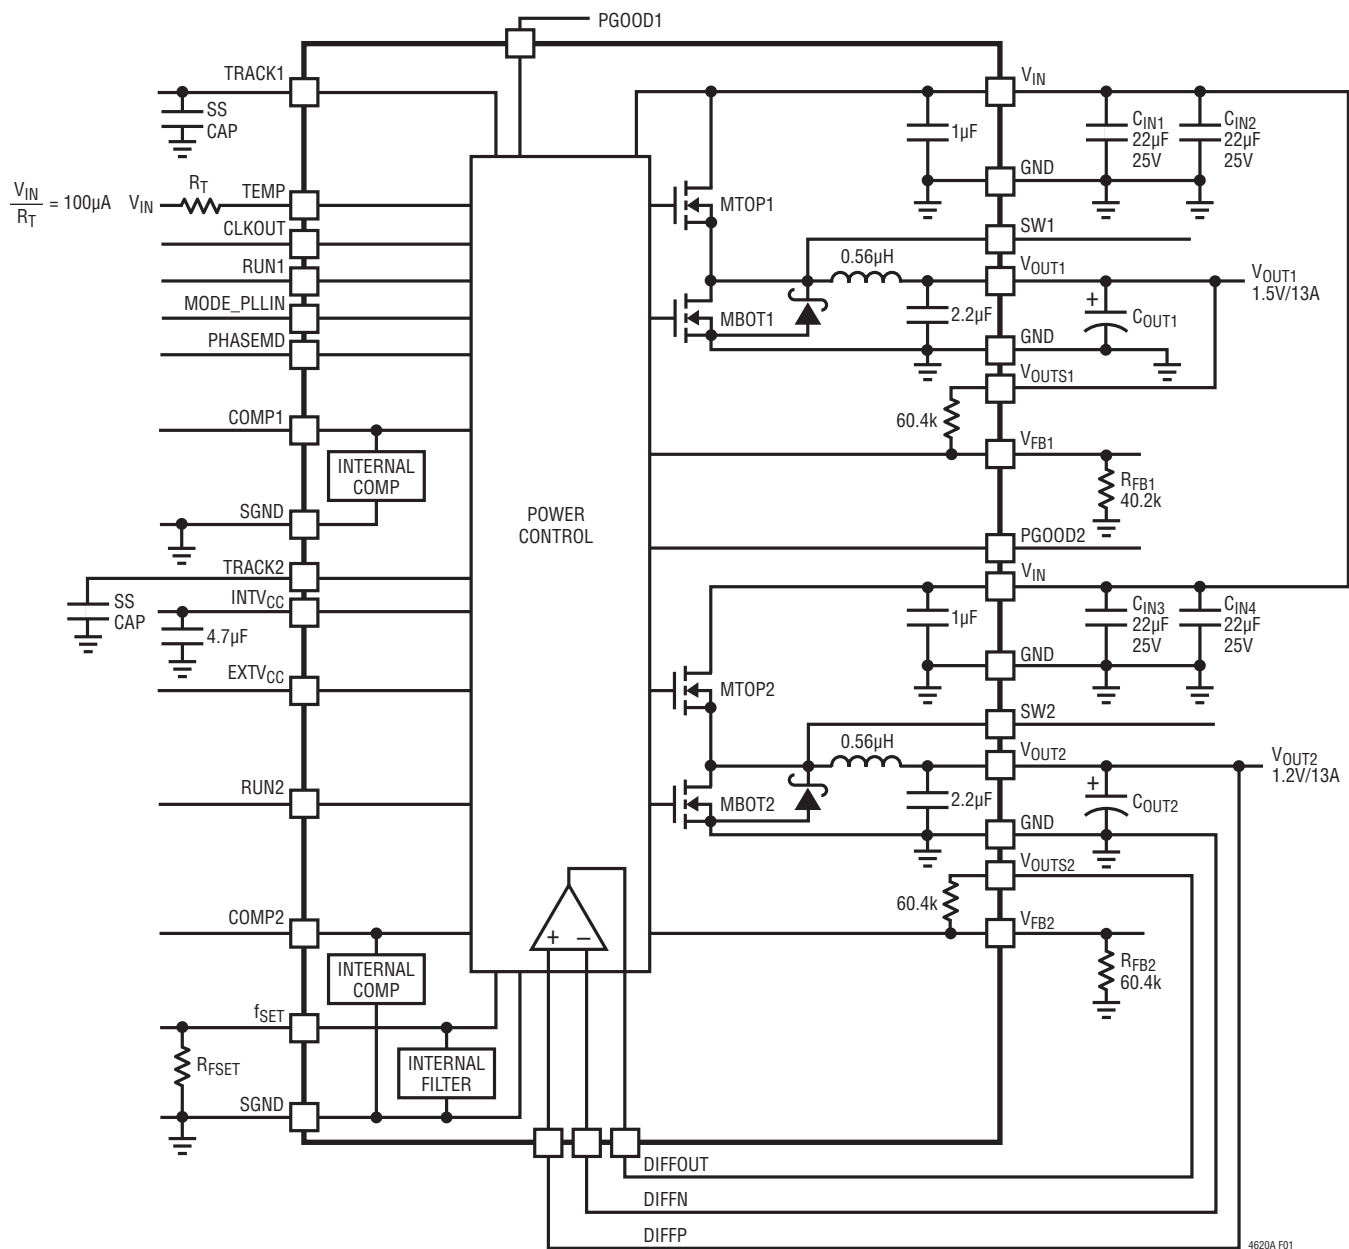 PGOOD1
TRACK1
SS
CAP
V_IN
R_T
= 100µA
V_IN
R_T
TEMP
CLKOUT
RUN1
MODE_PLLIN
PHASEMD
COMP1
INTERNAL
COMP
SGND
TRACK2
SS
CAP
INTV_CC
4.7µF
EXTV_CC
RUN2
COMP2
INTERNAL
COMP
f_SET
R_FSET
INTERNAL
FILTER
SGND
POWER
CONTROL
+ −
MTOP1
MBOT1
0.56µH
1µF
2.2µF
60.4k
V_IN
C_IN1
22µF
25V
C_IN2
22µF
25V
GND
SW1
V_OUT1
V_OUT1
1.5V/13A
+
C_OUT1
GND
V_OUTS1
V_FB1
R_FB1
40.2k
PGOOD2
V_IN
1µF
C_IN3
22µF
25V
C_IN4
22µF
25V
GND
MTOP2
SW2
0.56µH
V_OUT2
V_OUT2
1.2V/13A
MBOT2
2.2µF
+
C_OUT2
GND
V_OUTS2
60.4k
V_FB2
R_FB2
60.4k
DIFFOUT
DIFFN
DIFFP
4620A F01